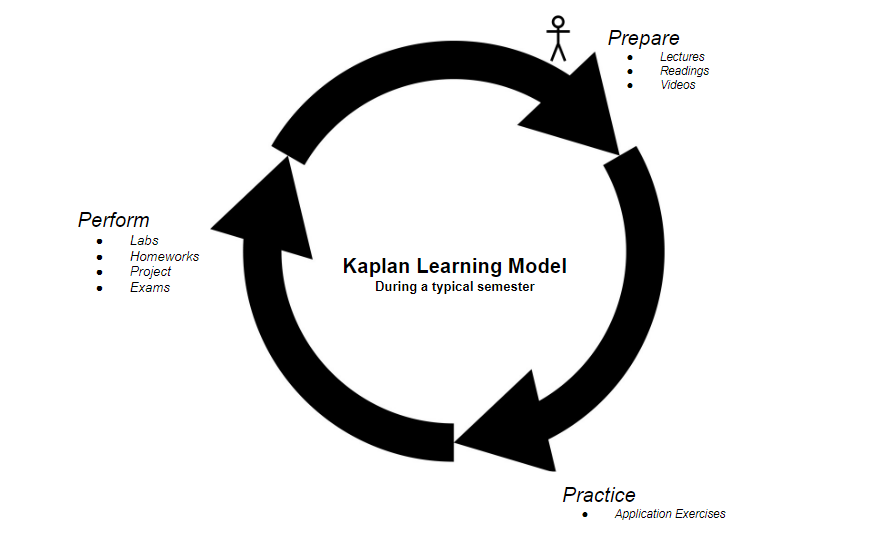 Prepare
● Lectures
● Readings
● Videos
Perform
● Labs
● Homeworks
● Project
● Exams
Kaplan Learning Model
During a typical semester
Practice
● Application Exercises